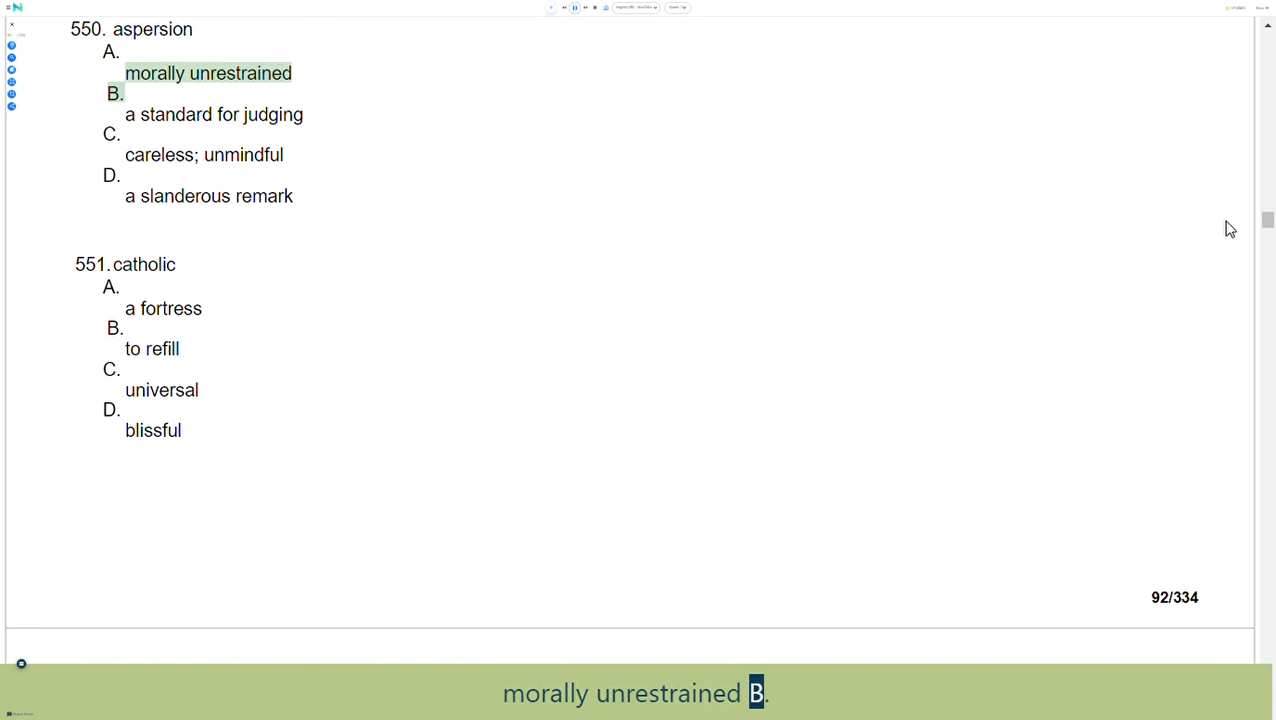 550. aspersion
A.
morally unrestrained
B.
a standard for judging
C.
careless; unmindful
D.
a slanderous remark
551. catholic
A.
a fortress
B.
to refill
C.
universal
D.
blissful
92/334
morally unrestrained B.